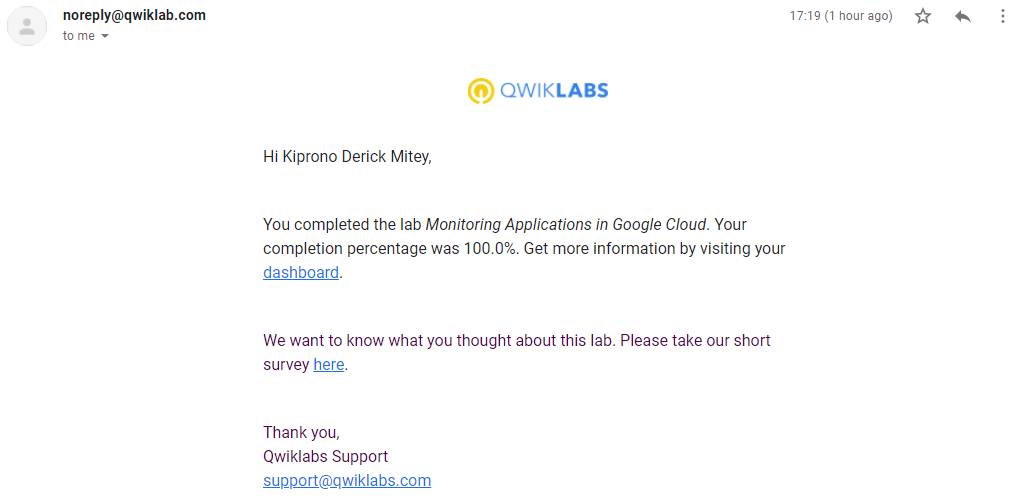 noreply@qwiklab.com
17:19 (1 hour ago)
to me
QWIKLABS
Hi Kiprono Derick Mitey,
You completed the lab Monitoring Applications in Google Cloud. Your
completion percentage was 100.0%. Get more information by visiting your
dashboard.
We want to know what you thought about this lab. Please take our short
survey here.
Thank you,
Qwiklabs Support
support@qwiklabs.com